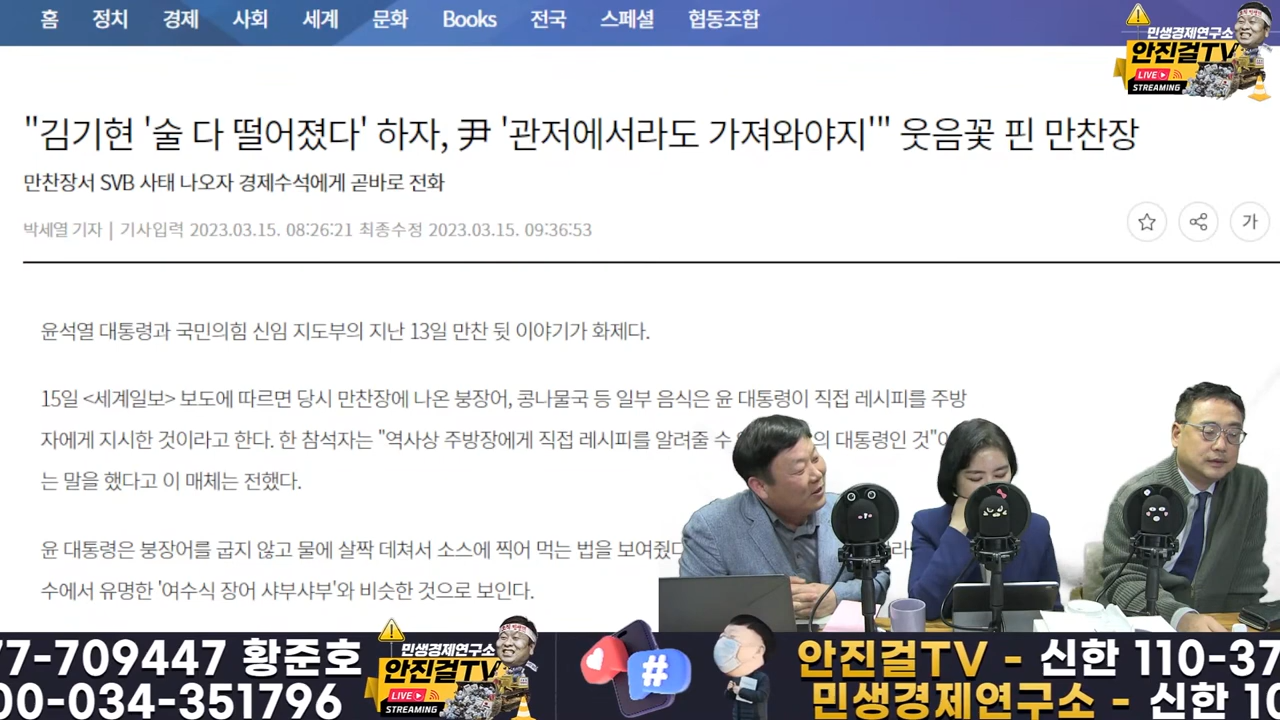 홈 정치 경제 사회 세계 문화 Books 전국 스페셜 협동조합
민생경제연구소
안진걸TV
LIVE
STREAMING
"김기현 '술 다 떨어졌다' 하자, 尹 '관저에서라도 가져와야지'" 웃음꽃 핀 만찬장
만찬장서 SVB 사태 나오자 경제수석에게 곧바로 전화
박세열 기자 | 기사입력 2023.03.15. 08:26:21 최종수정 2023.03.15. 09:36:53
가
윤석열 대통령과 국민의힘 신임 지도부의 지난 13일 만찬 뒷 이야기가 화제다.
15일 <세계일보> 보도에 따르면 당시 만찬장에 나온 붕장어, 콩나물국 등 일부 음식은 윤 대통령이 직접 레시피를 주방
자에게 지시한 것이라고 한다. 한 참석자는 "역사상 주방장에게 직접 레시피를 알려줄 수 의 대통령인 것"이
는 말을 했다고 이 매체는 전했다.
윤 대통령은 붕장어를 굽지 않고 물에 살짝 데쳐서 소스에 찍어 먹는 법을 보여줬다 라
수에서 유명한 '여수식 장어 샤부샤부'와 비슷한 것으로 보인다.
77-709447 황준호
00-034-351796
민생경제연구소
안진걸TV
LIVE
STREAMING
#
안진걸TV - 신한 110-37
민생경제연구소 - 신한 10